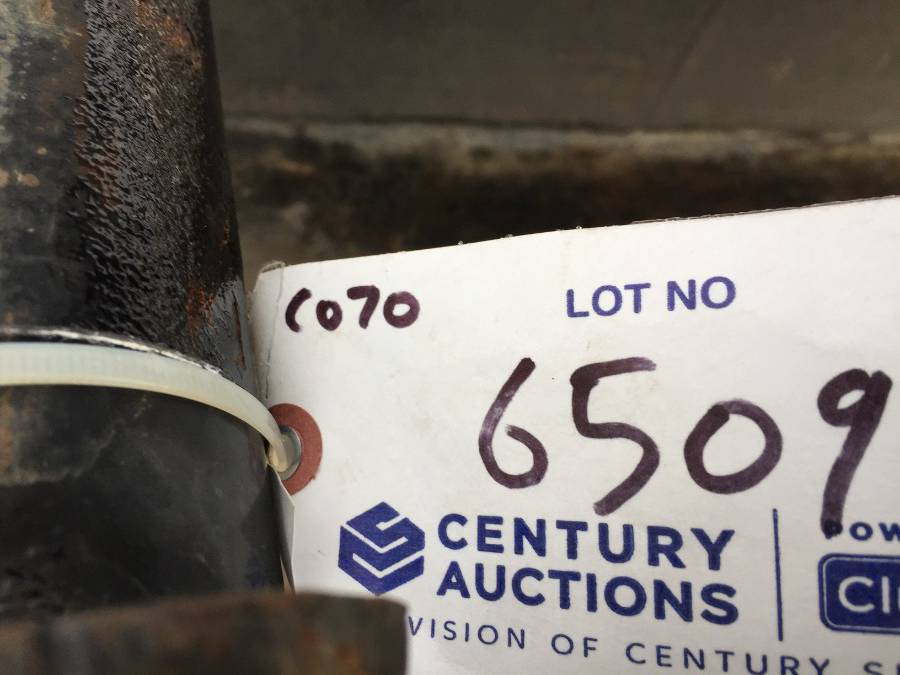 C070
LOT NO
6509
CENTURY
AUCTIONS
VISION OF CENTURY